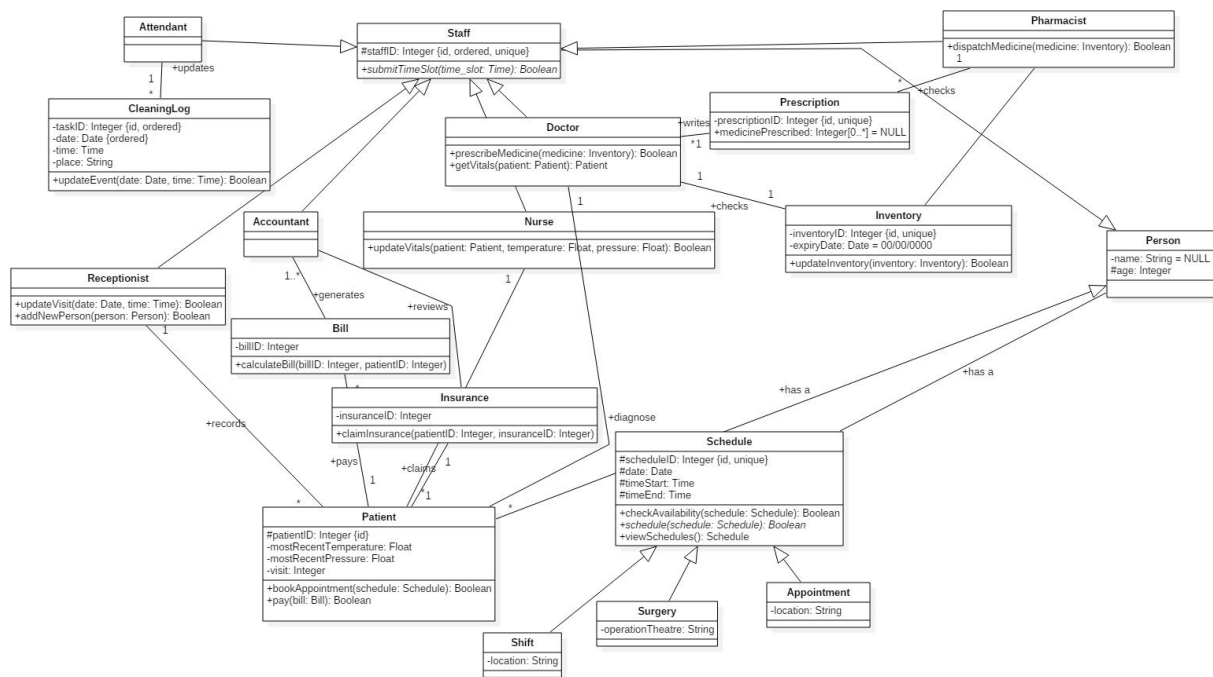 Attendant
Staff
#staffID: Integer {id, ordered, unique}
+submitTimeSlot(time_slot: Time): Boolean
Pharmacist
+dispatchMedicine(medicine: Inventory): Boolean
+updates
1
*
1
*
+checks
CleaningLog
-taskID: Integer {id, ordered}
-date: Date {ordered}
-time: Time
-place: String
+updateEvent(date: Date, time: Time): Boolean
Prescription
-prescriptionID: Integer {id, unique}
+medicinePrescribed: Integer[0..*] = NULL
+writes
*1
Doctor
+prescribeMedicine(medicine: Inventory): Boolean
+getVitals(patient: Patient): Patient
1
1
+checks
1
Inventory
-inventoryID: Integer {id, unique}
-expiryDate: Date = 00/00/0000
+updateInventory(inventory: Inventory): Boolean
Accountant
Nurse
+updateVitals(patient: Patient, temperature: Float, pressure: Float): Boolean
Person
-name: String = NULL
#age: Integer
Receptionist
+updateVisit(date: Date, time: Time): Boolean
+addNewPerson(person: Person): Boolean
1
1..*
+generates
1
+reviews
Bill
-billID: Integer
+calculateBill(billID: Integer, patientID: Integer)
*
Insurance
-insuranceID: Integer
+claimInsurance(patientID: Integer, insuranceID: Integer)
+has a
+has a
+records
+diagnose
+pays
1
+claims
1
*1
*
*
Schedule
#scheduleID: Integer {id, unique}
#date: Date
#timeStart: Time
#timeEnd: Time
+checkAvailability(schedule: Schedule): Boolean
+schedule(schedule: Schedule): Boolean
+viewSchedules(): Schedule
Patient
#patientID: Integer {id}
-mostRecentTemperature: Float
-mostRecentPressure: Float
-visit: Integer
+bookAppointment(schedule: Schedule): Boolean
+pay(bill: Bill): Boolean
Appointment
-location: String
Surgery
-operationTheatre: String
Shift
-location: String